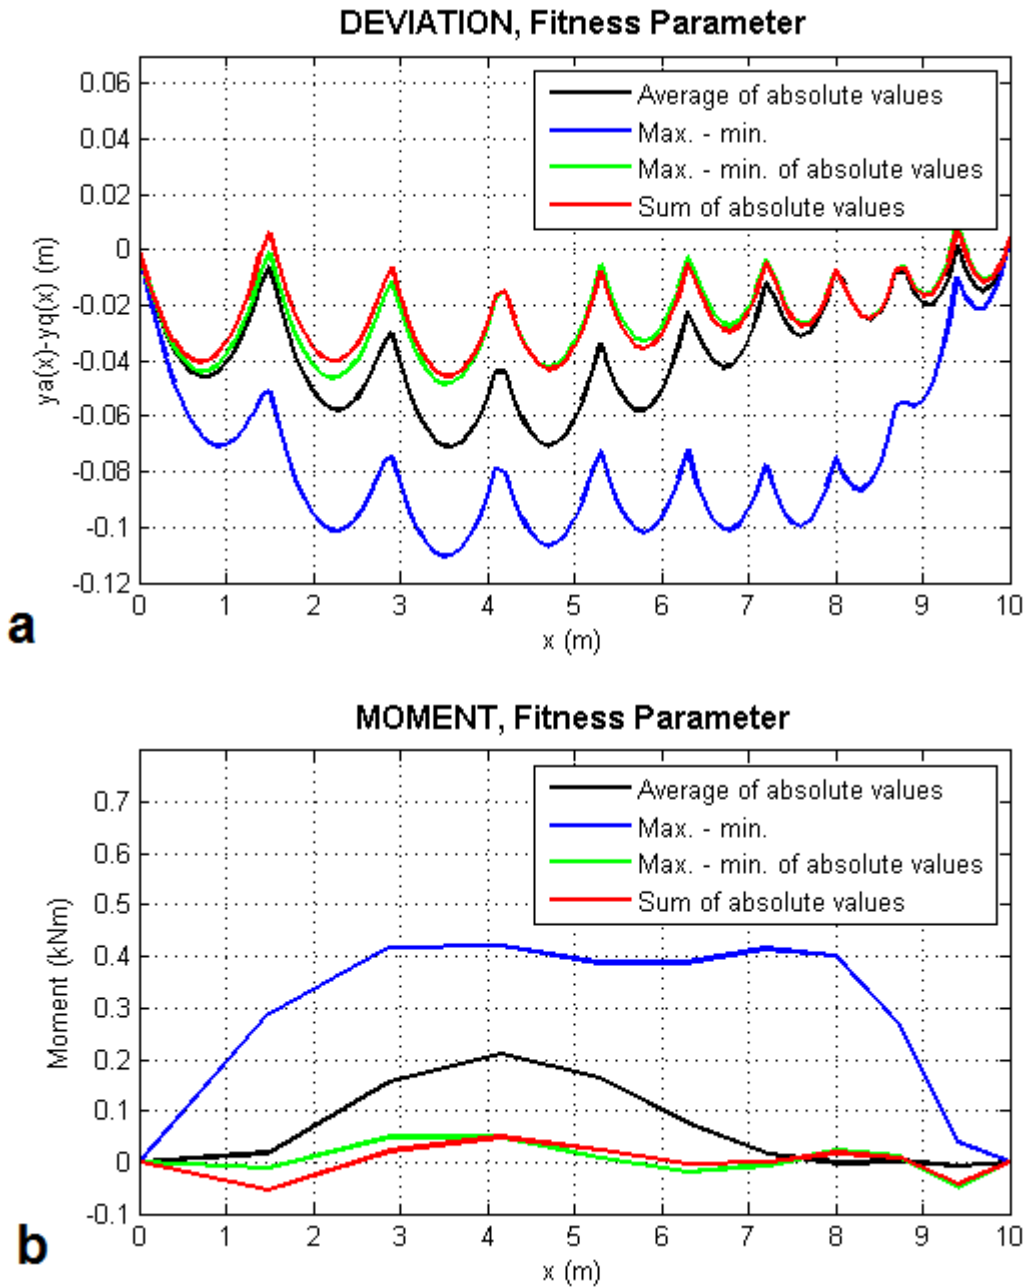 DEVIATION, Fitness Parameter
0.06
0.04
0.02
0
-0.02
-0.04
-0.06
-0.08
-0.1
-0.12
ya(x)-yq(x) (m)
Average of absolute values
Max. - min.
Max. - min. of absolute values
Sum of absolute values
0 1 2 3 4 5 6 7 8 9 10
x (m)
a
MOMENT, Fitness Parameter
0.7
0.6
0.5
0.4
0.3
0.2
0.1
0
-0.1
Moment (kNm)
Average of absolute values
Max. - min.
Max. - min. of absolute values
Sum of absolute values
0 1 2 3 4 5 6 7 8 9 10
x (m)
b